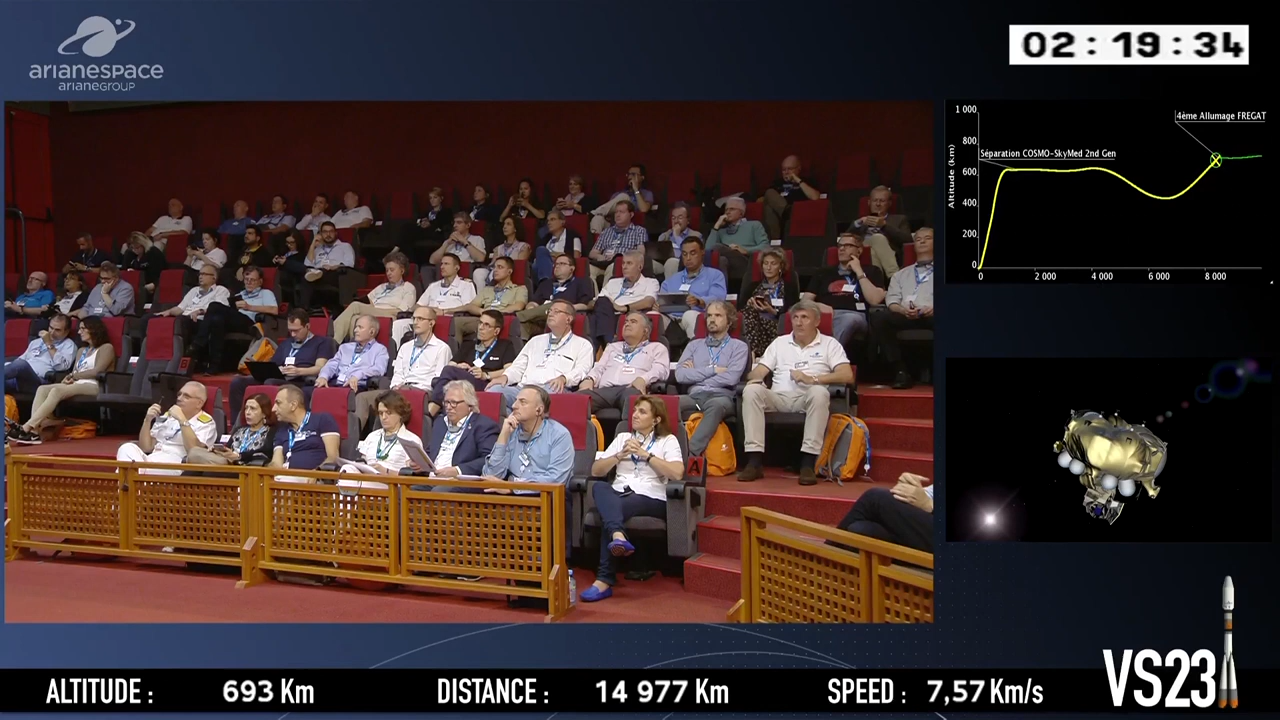 arianespace
arianeGROUP
02:19:34
1 000
4ème Allumage FREGAT
800
Séparation COSMO-SkyMed 2nd Gen
600
Altitude (km)
400
200
0
0 2 000 4 000 6 000 8 000
A
VS23
ALTITUDE : 693 Km DISTANCE : 14 977 Km SPEED : 7,57 Km/s